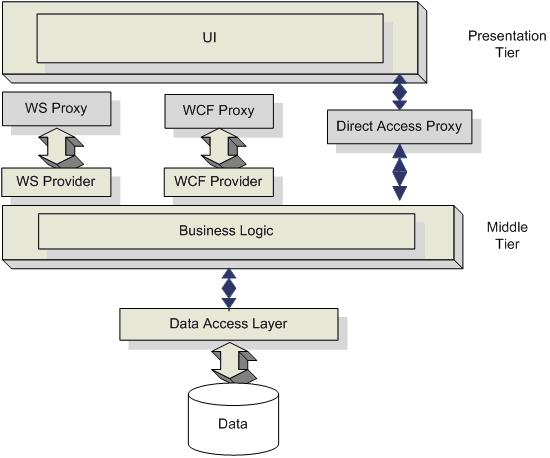 UI
Presentation
Tier
WS Proxy
WCF Proxy
Direct Access Proxy
WS Provider
WCF Provider
Business Logic
Middle
Tier
Data Access Layer
Data